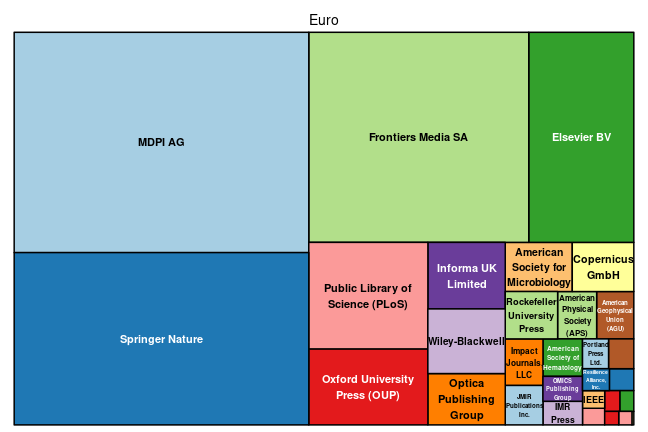 Euro
MDPI AG
Frontiers Media SA
Elsevier BV
Springer Nature
Public Library of
Science (PLoS)
Oxford University
Press (OUP)
Informa UK
Limited
Wiley-Blackwell
Optica
Publishing
Group
American
Society for
Microbiology
Copernicus
GmbH
Rockefeller
University
Press
American
Physical
Society
(APS)
American
Geophysical
Union
(AGU)
Impact
Journals,
LLC
JMIR
Publications
Inc.
American
Society of
Hematology
OMICS
Publishing
Group
IMR
Press
Portland
Press
Ltd.
Resilience
Alliance,
Inc.
IEEE